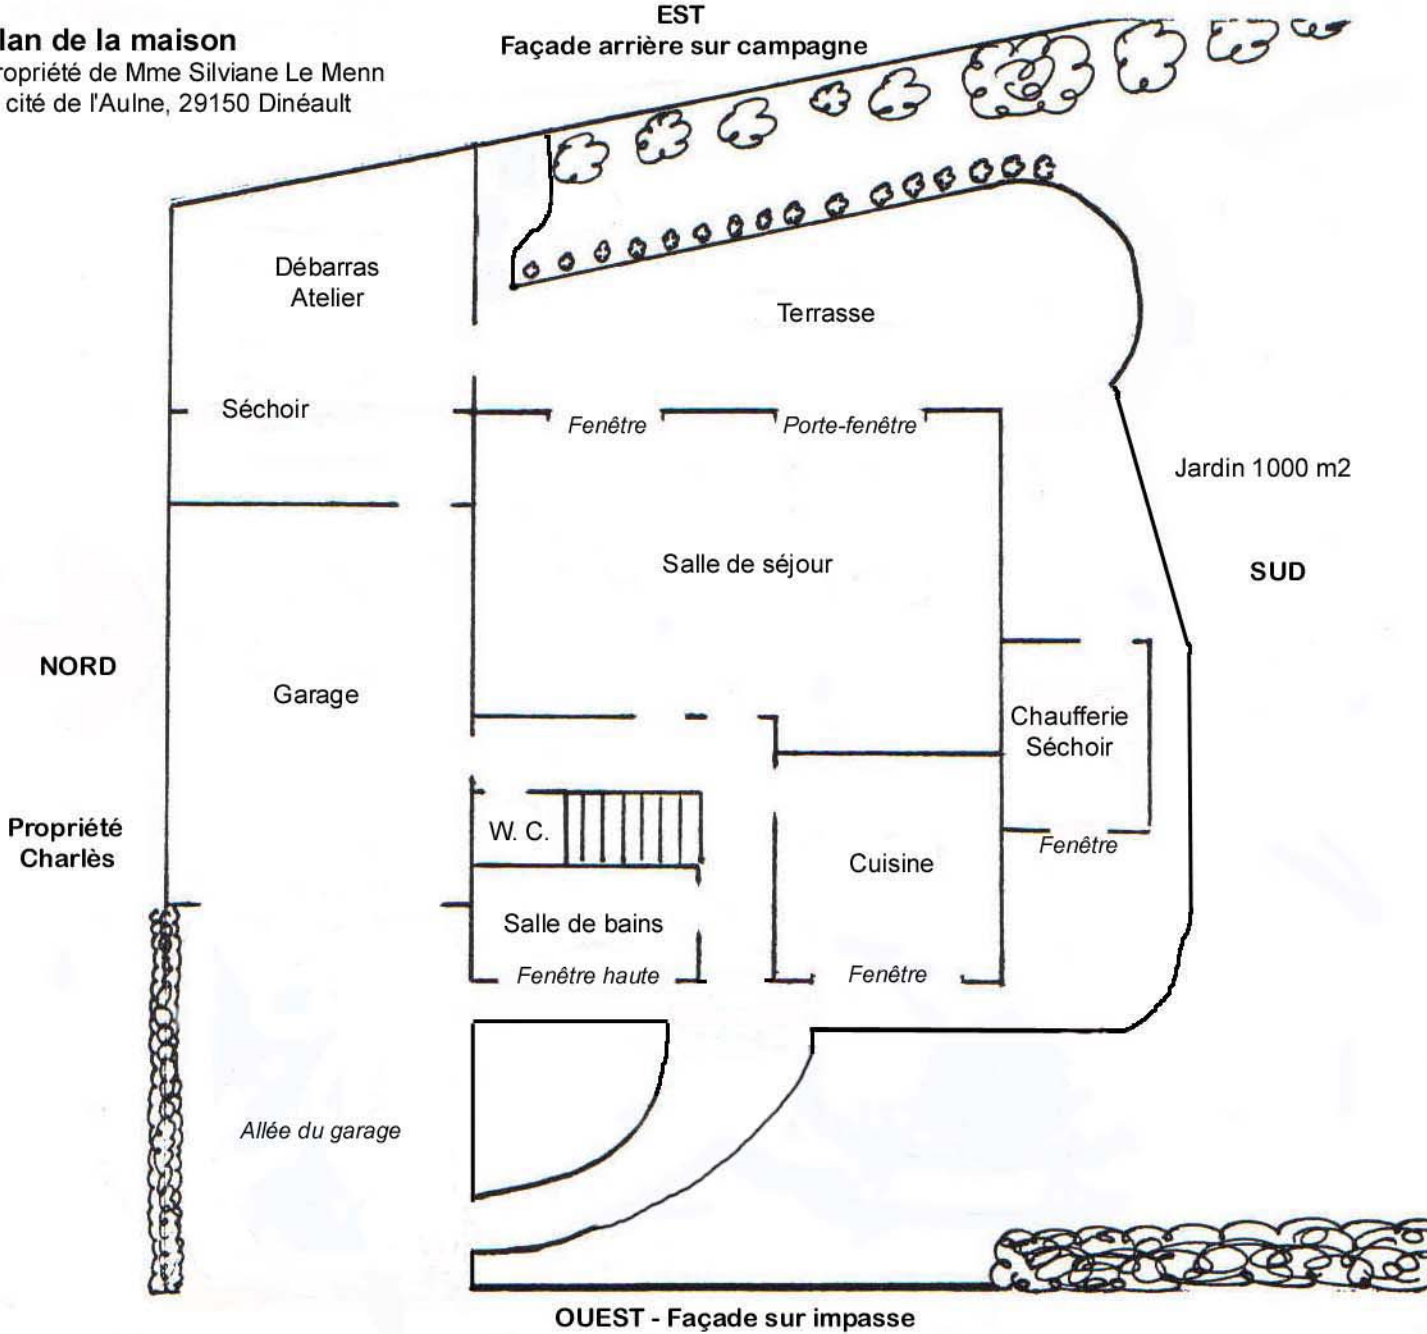 EST
lan de la maison
Façade arrière sur campagne
ropriété de Mme Silviane Le Menn
cité de l'Aulne, 29150 Dinéault
Débarras
Atelier
Terrasse
Séchoir
Fenêtre
Porte-fenêtre
Jardin 1000 m2
Salle de séjour
SUD
NORD
Garage
Chaufferie
Séchoir
Propriété
Charlès
W. C.
Fenêtre
Cuisine
Salle de bains
Fenêtre haute
Fenêtre
Allée du garage
OUEST - Façade sur impasse